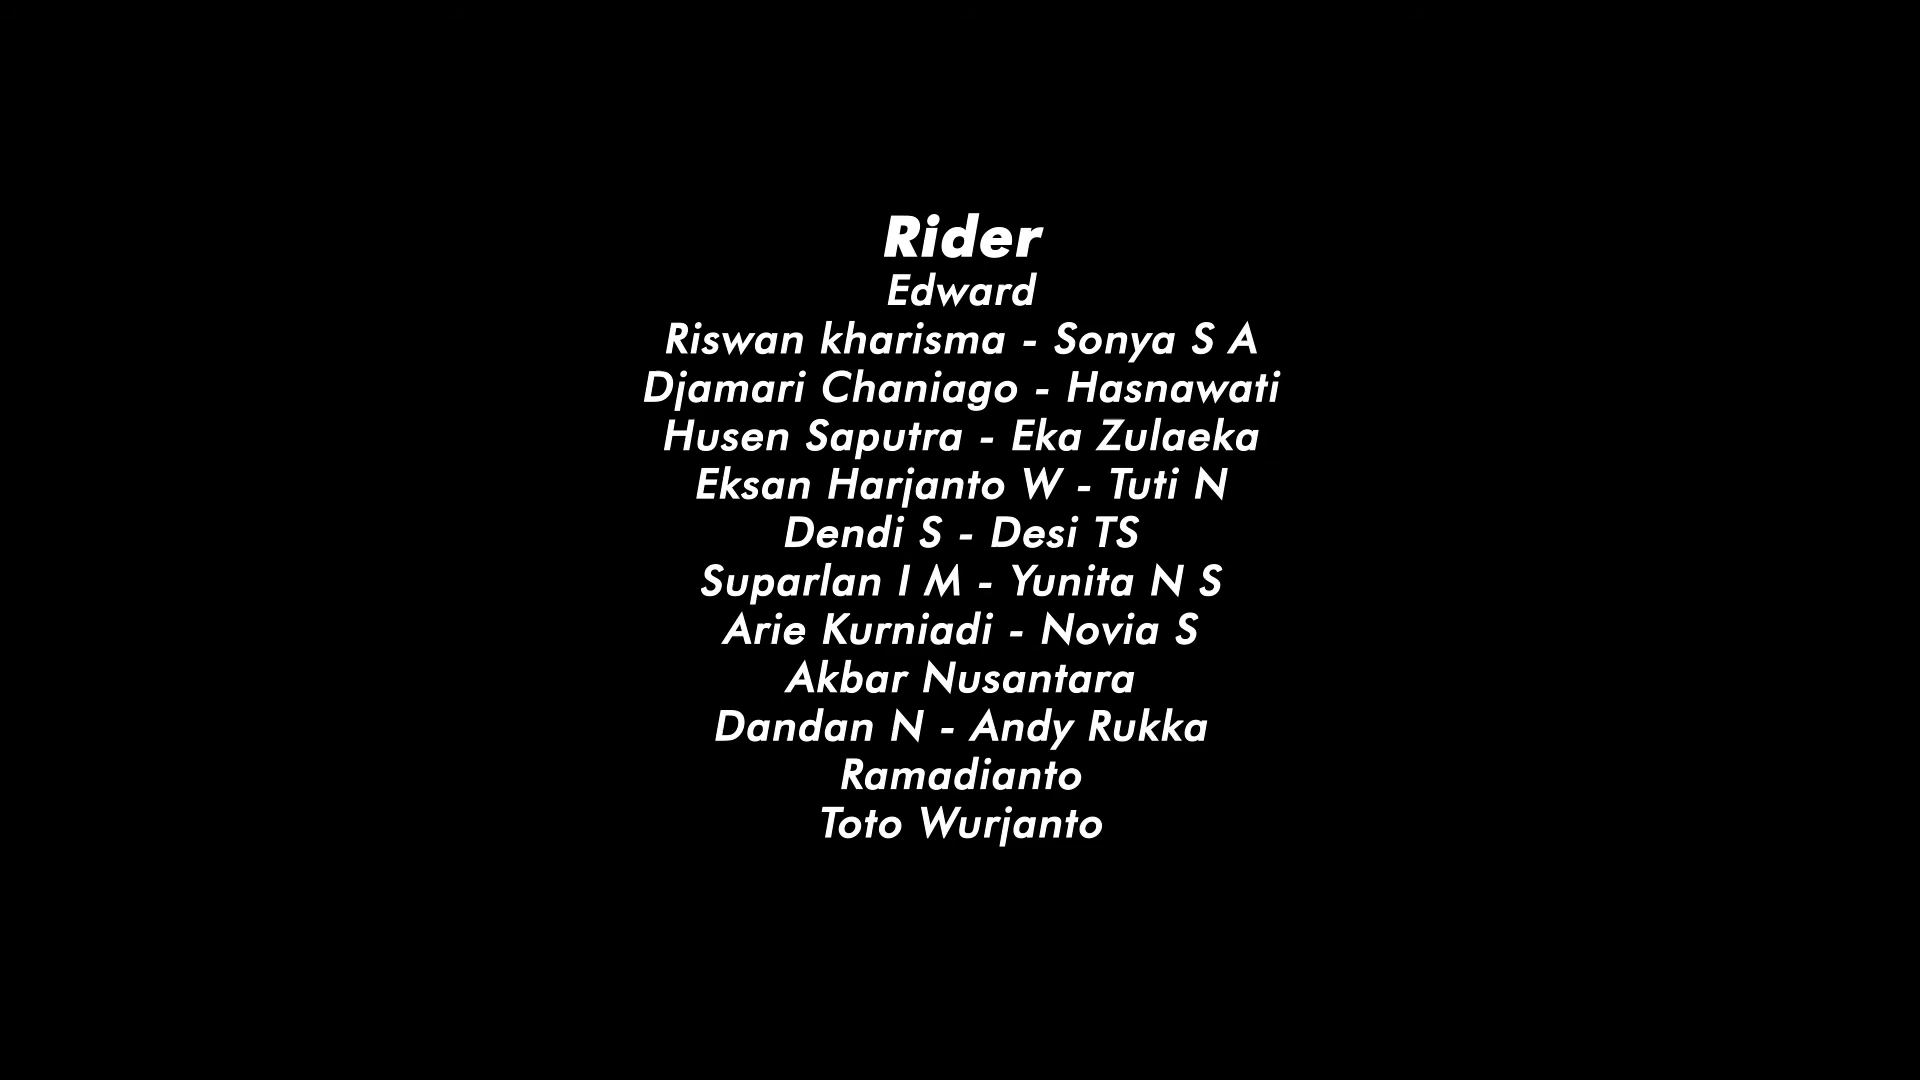 Rider
Edward
Riswan kharisma - Sonya S A
Djamari Chaniago - Hasnawati
Husen Saputra - Eka Zulaeka
Eksan Harjanto W - Tuti N
Dendi S - Desi TS
Suparlan I M - Yunita N S
Arie Kurniadi - Novia S
Akbar Nusantara
Dandan N - Andy Rukka
Ramadianto
Toto Wurjanto